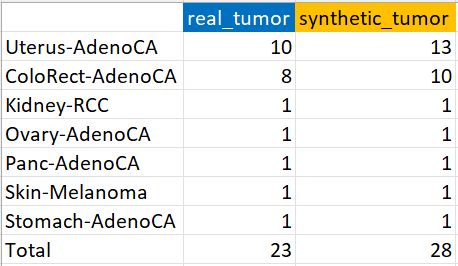 real_tumor synthetic_tumor
Uterus-AdenoCA 10 13
ColoRect-AdenoCA 8 10
Kidney-RCC 1 1
Ovary-AdenoCA 1 1
Panc-AdenoCA 1 1
Skin-Melanoma 1 1
Stomach-AdenoCA 1 1
Total 23 28